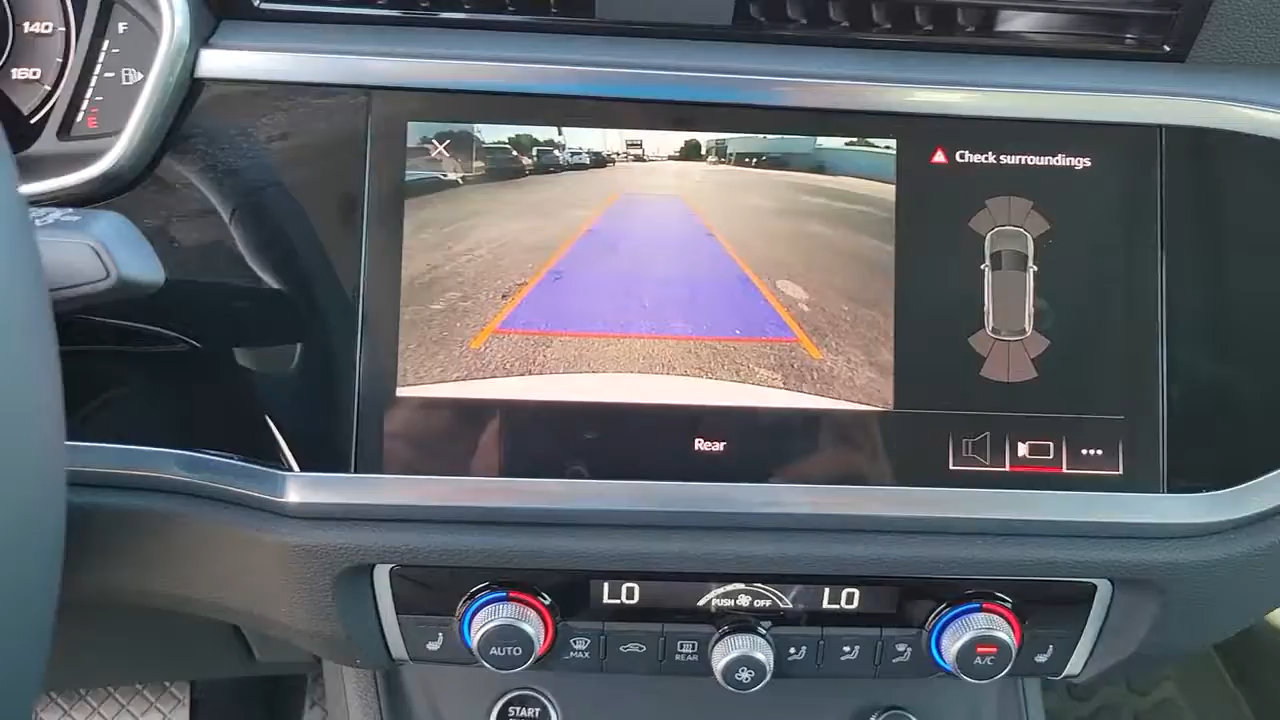 140
160
F
E
Check surroundings
Rear
LO
PUSH OFF
LO
AUTO
MAX
REAR
A/C
START